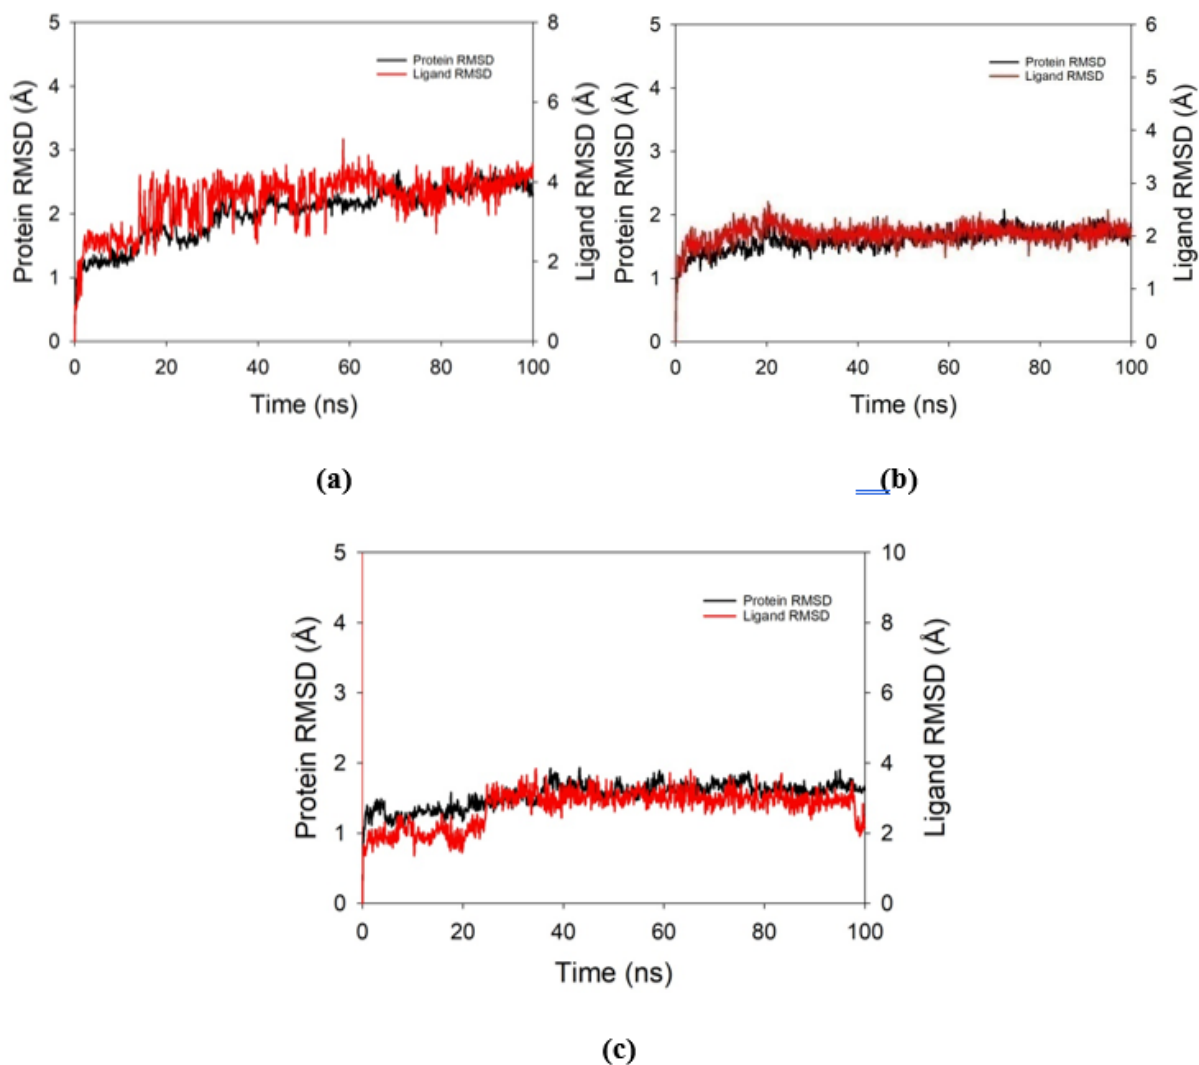 5
4
3
2
1
0
Protein RMSD (Å)
Protein RMSD
Ligand RMSD
8
6
4
2
0
Ligand RMSD (Å)
0 20 40 60 80 100
Time (ns)
(a)
5
4
3
2
1
0
Protein RMSD (Å)
Protein RMSD
Ligand RMSD
6
5
4
3
2
1
0
Ligand RMSD (Å)
0 20 40 60 80 100
Time (ns)
(b)
5
4
3
2
1
0
Protein RMSD (Å)
Protein RMSD
Ligand RMSD
10
8
6
4
2
0
Ligand RMSD (Å)
0 20 40 60 80 100
Time (ns)
(c)